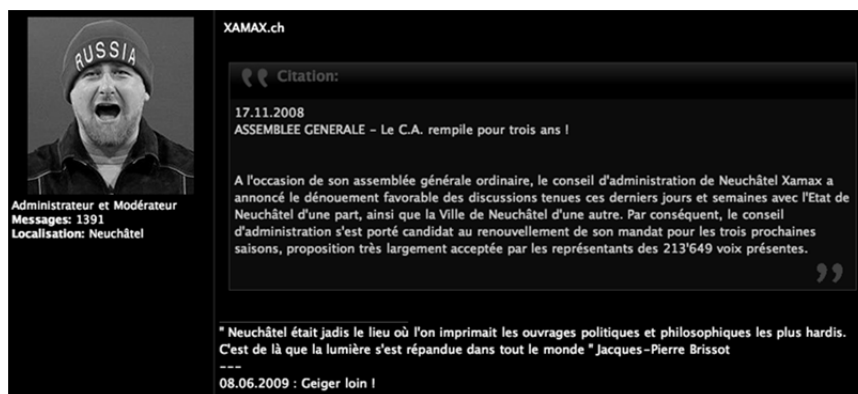 RUSSIA
Administrateur et Modérateur
Messages: 1391
Localisation: Neuchâtel
XAMAX.ch
Citation:
17.11.2008
ASSEMBLEE GENERALE – Le C.A. rempile pour trois ans !
A l'occasion de son assemblée générale ordinaire, le conseil d'administration de Neuchâtel Xamax a
annoncé le dénouement favorable des discussions tenues ces derniers jours et semaines avec l'Etat de
Neuchâtel d'une part, ainsi que la Ville de Neuchâtel d'une autre. Par conséquent, le conseil
d'administration s'est porté candidat au renouvellement de son mandat pour les trois prochaines
saisons, proposition très largement acceptée par les représentants des 213'649 voix présentes.
" Neuchâtel était jadis le lieu où l'on imprimait les ouvrages politiques et philosophiques les plus hardis.
C'est de là que la lumière s'est répandue dans tout le monde " Jacques-Pierre Brissot
---
08.06.2009 : Geiger loin !